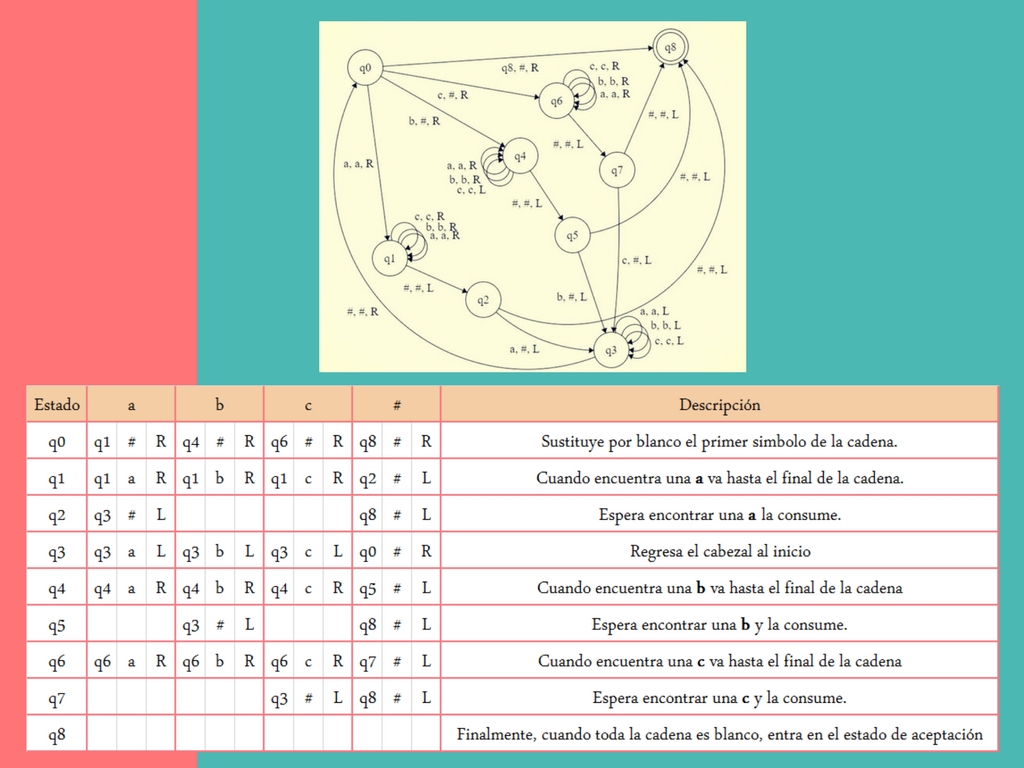 q0
q8
q8, #, R
c, #, R
c, c, R
b, b, R
a, a, R
q6
b, #, R
#, #, L
#, #, L
a, a, R
q4
a, a, R
b, b, R
c, c, L
q7
#, #, L
#, #, L
c, c, R
b, b, R
a, a, R
q5
q1
c, #, L
#, #, L
#, #, L
q2
b, #, L
#, #, R
a, a, L
b, b, L
c, c, L
a, #, L
q3
Estado a b c # Descripción
q0 q1 # R q4 # R q6 # R q8 # R Sustituye por blanco el primer simbolo de la cadena.
q1 q1 a R q1 b R q1 c R q2 # L Cuando encuentra una a va hasta el final de la cadena.
q2 q3 # L q8 # L Espera encontrar una a la consume.
q3 q3 a L q3 b L q3 c L q0 # R Regresa el cabezal al inicio
q4 q4 a R q4 b R q4 c R q5 # L Cuando encuentra una b va hasta el final de la cadena
q5 q3 # L q8 # L Espera encontrar una b y la consume.
q6 q6 a R q6 b R q6 c R q7 # L Cuando encuentra una c va hasta el final de la cadena
q7 q3 # L q8 # L Espera encontrar una c y la consume.
q8 Finalmente, cuando toda la cadena es blanco, entra en el estado de aceptación